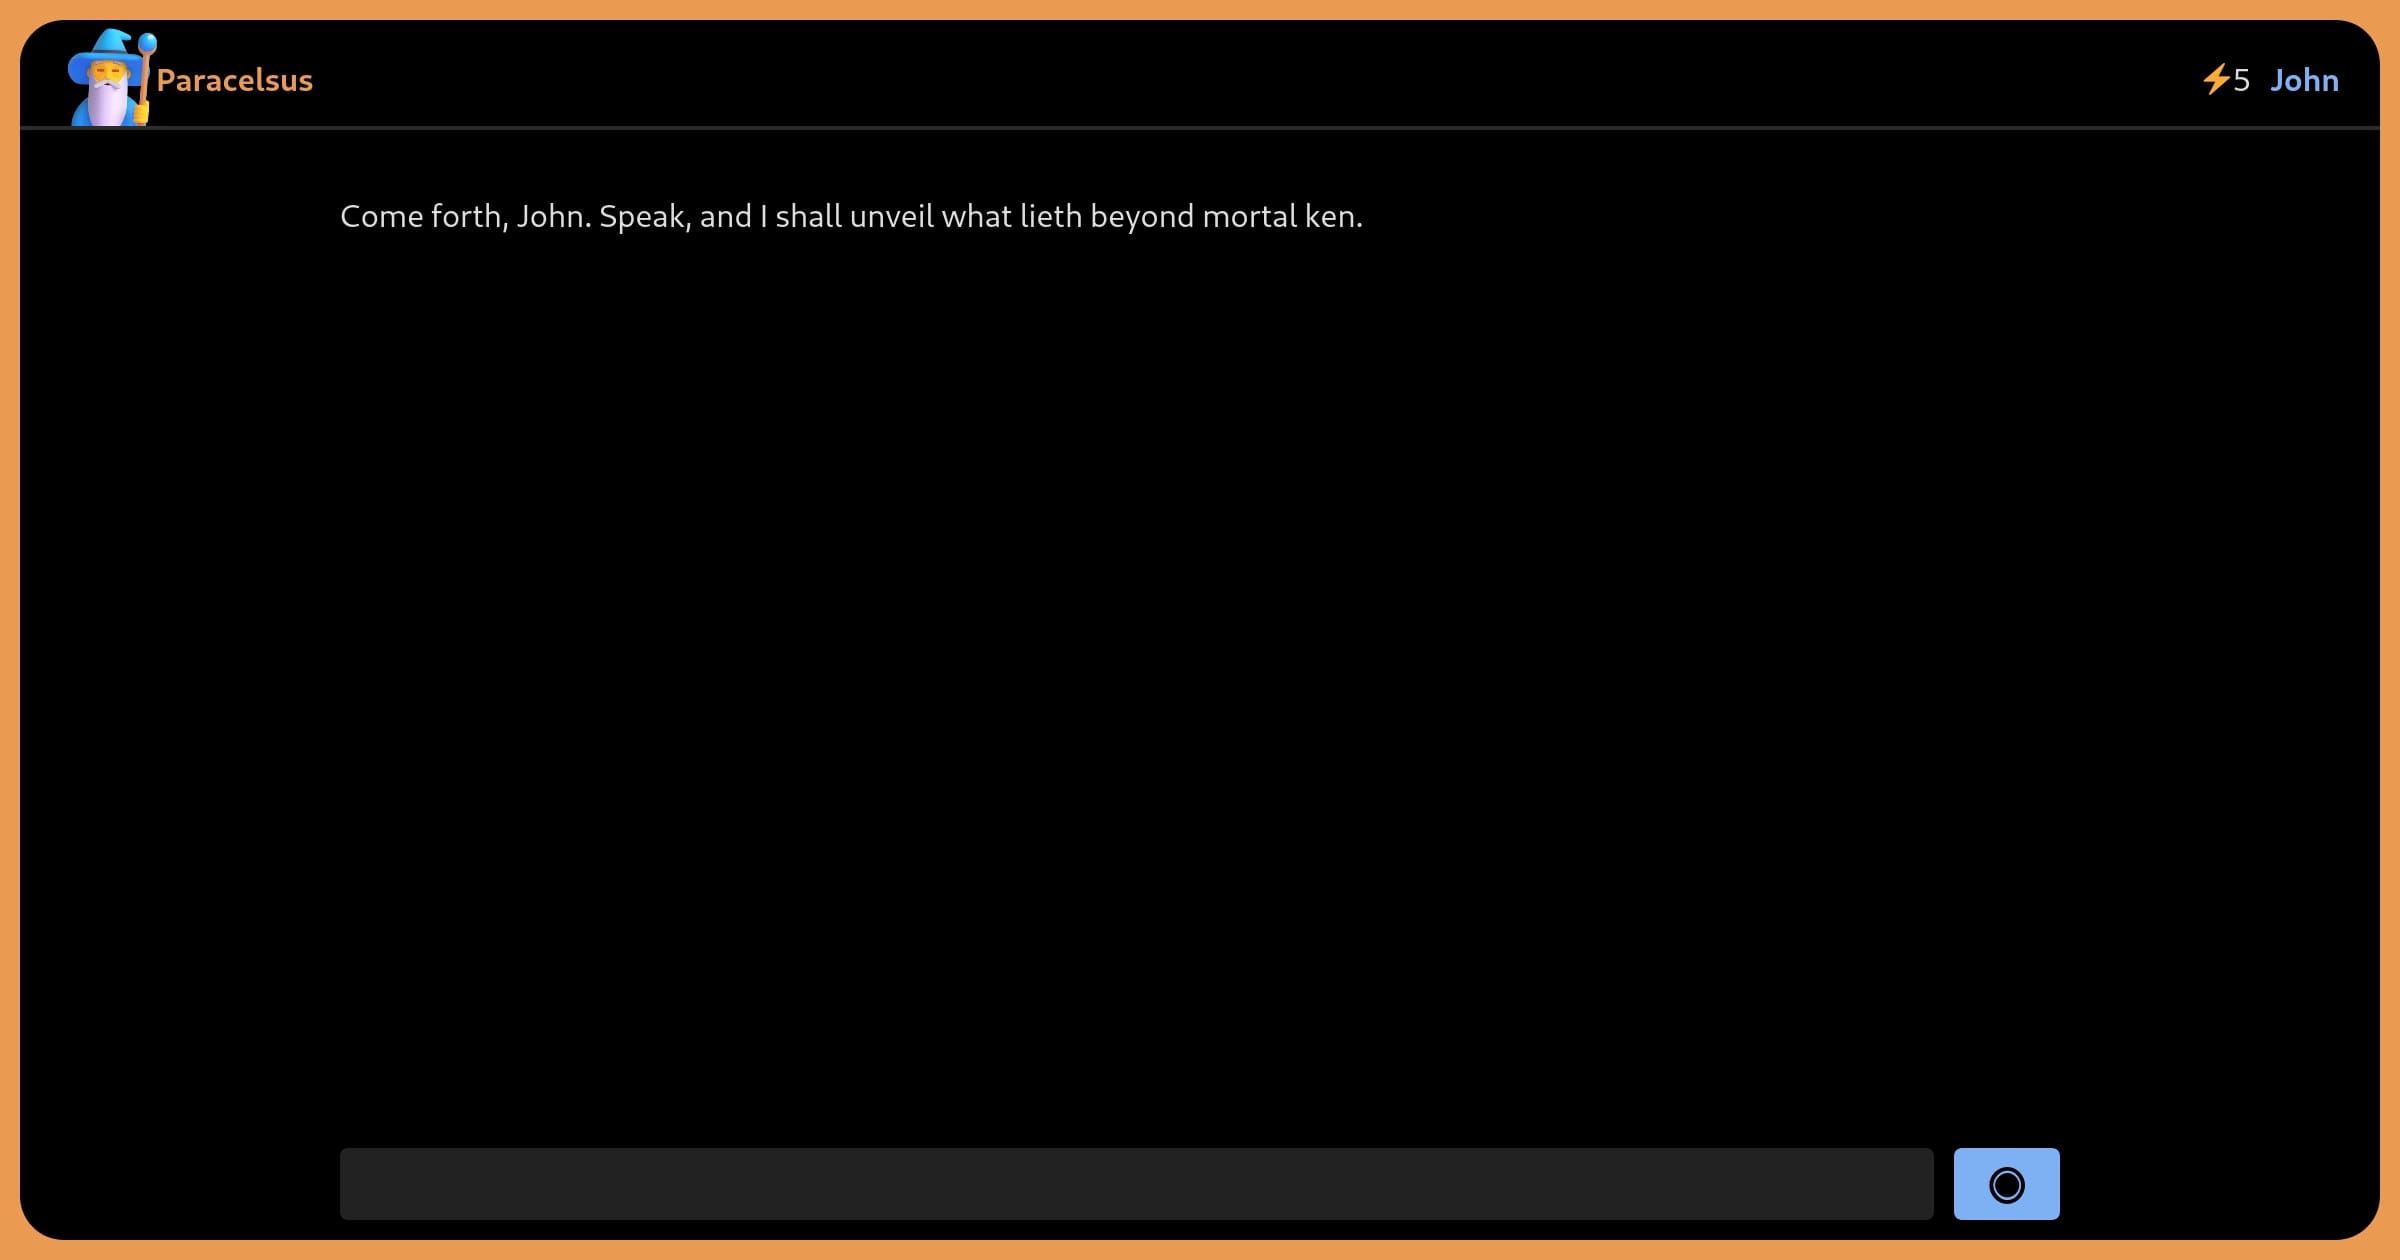 Paracelsus
⚡5 John
Come forth, John. Speak, and I shall unveil what lieth beyond mortal ken.